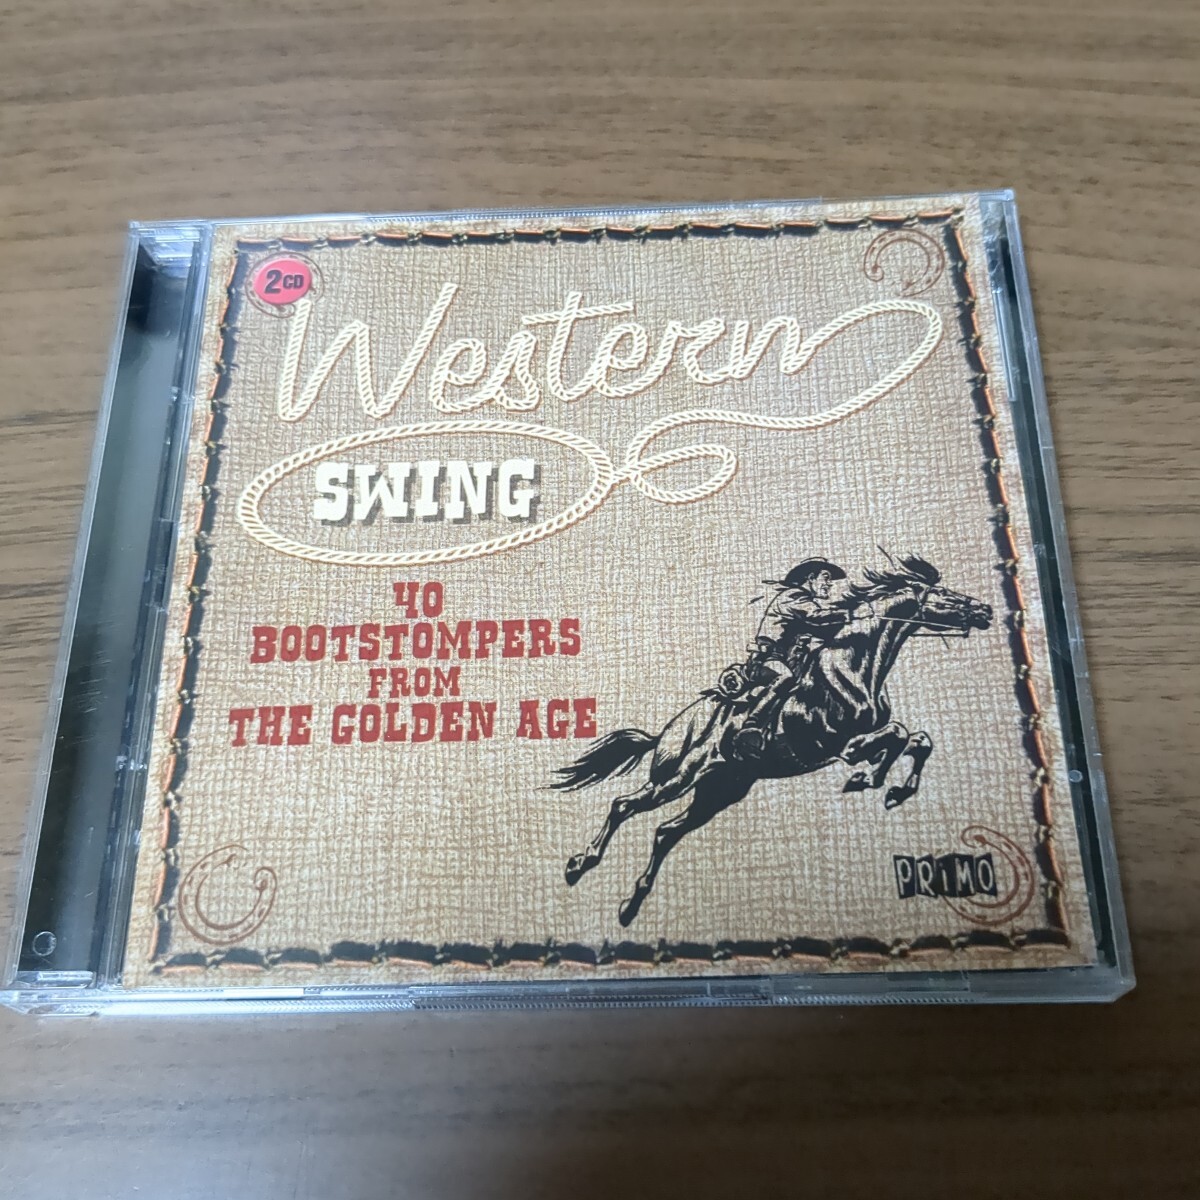 2CD
Western
SWING
40
BOOTSTOMPERS
FROM
THE GOLDEN AGE
PRIMO